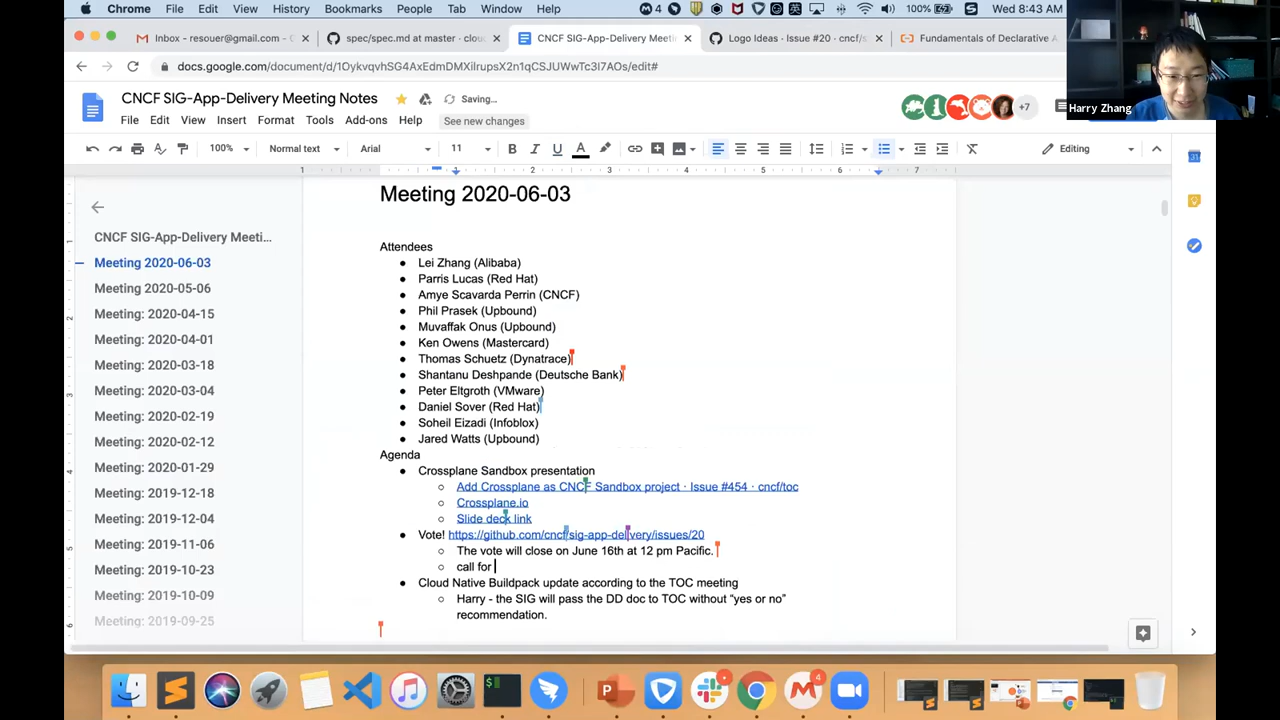 Chrome File Edit View History Bookmarks People Tab Window Help 4 100% Wed 8:43 AM
Inbox - resouer@gmail.com - G × spec/spec.md at master · clou × CNCF SIG-App-Delivery Meeti × Logo Ideas · Issue #20 · cncf/s × Fundamentals of Declarative A
docs.google.com/document/d/1OykvqvhSG4AxEdmDMXilrupsX2n1qCSJUWwTc3I7AOs/edit#
Harry Zhang
CNCF SIG-App-Delivery Meeting Notes Saving...
+7
File Edit View Insert Format Tools Add-ons Help See new changes
100% Normal text Arial 11 B I U A Editing
1 1 2 3 4 5 6 7
Meeting 2020-06-03
CNCF SIG-App-Delivery Meeti...
Meeting 2020-06-03
Meeting 2020-05-06
Meeting: 2020-04-15
Meeting: 2020-04-01
Meeting: 2020-03-18
Meeting: 2020-03-04
Meeting: 2020-02-19
Meeting: 2020-02-12
Meeting: 2020-01-29
Meeting: 2019-12-18
Meeting: 2019-12-04
Meeting: 2019-11-06
Meeting: 2019-10-23
Meeting: 2019-10-09
Meeting: 2019-09-25
Attendees
● Lei Zhang (Alibaba)
● Parris Lucas (Red Hat)
● Amye Scavarda Perrin (CNCF)
● Phil Prasek (Upbound)
● Muvaffak Onus (Upbound)
● Ken Owens (Mastercard)
● Thomas Schuetz (Dynatrace)
● Shantanu Deshpande (Deutsche Bank)
● Peter Eltgroth (VMware)
● Daniel Sover (Red Hat)
● Soheil Eizadi (Infoblox)
● Jared Watts (Upbound)
Agenda
● Crossplane Sandbox presentation
○ Add Crossplane as CNCF Sandbox project · Issue #454 · cncf/toc
○ Crossplane.io
○ Slide deck link
● Vote! https://github.com/cncf/sig-app-delivery/issues/20
○ The vote will close on June 16th at 12 pm Pacific.
○ call for
● Cloud Native Buildpack update according to the TOC meeting
○ Harry - the SIG will pass the DD doc to TOC without “yes or no”
recommendation.